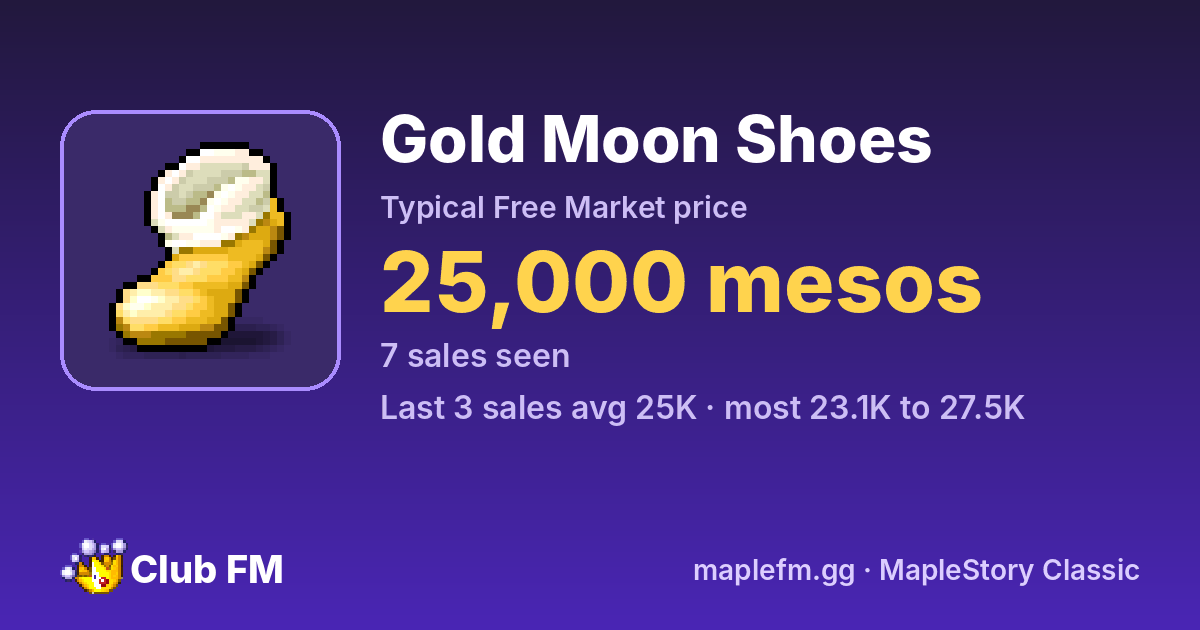 Gold Moon Shoes
Typical Free Market price
25,000 mesos
7 sales seen
Last 3 sales avg 25K · most 23.1K to 27.5K
Club FM
maplefm.gg · MapleStory Classic